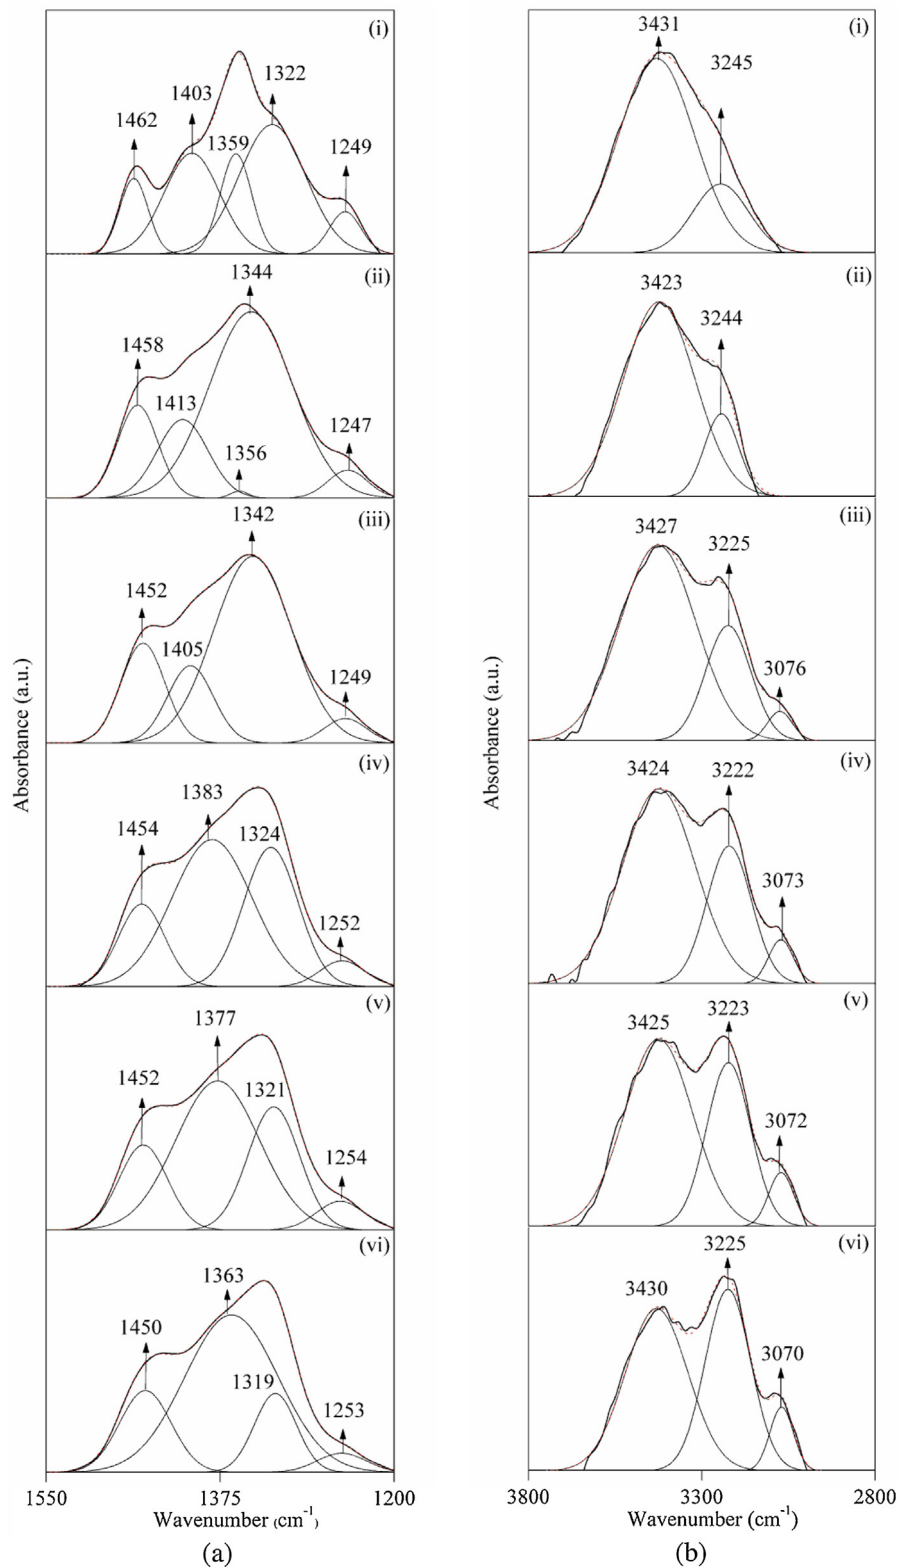 (i)
1462
1403
1359
1322
1249
(ii)
1458
1413
1356
1344
1247
(iii)
1452
1405
1342
1249
(iv)
1454
1383
1324
1252
(v)
1452
1377
1321
1254
(vi)
1450
1363
1319
1253
Absorbance (a.u.)
1550
1375
1200
Wavenumber (cm⁻¹)
(a)
(i)
3431
3245
(ii)
3423
3244
(iii)
3427
3225
3076
(iv)
3424
3222
3073
(v)
3425
3223
3072
(vi)
3430
3225
3070
Absorbance (a.u.)
3800
3300
2800
Wavenumber (cm⁻¹)
(b)